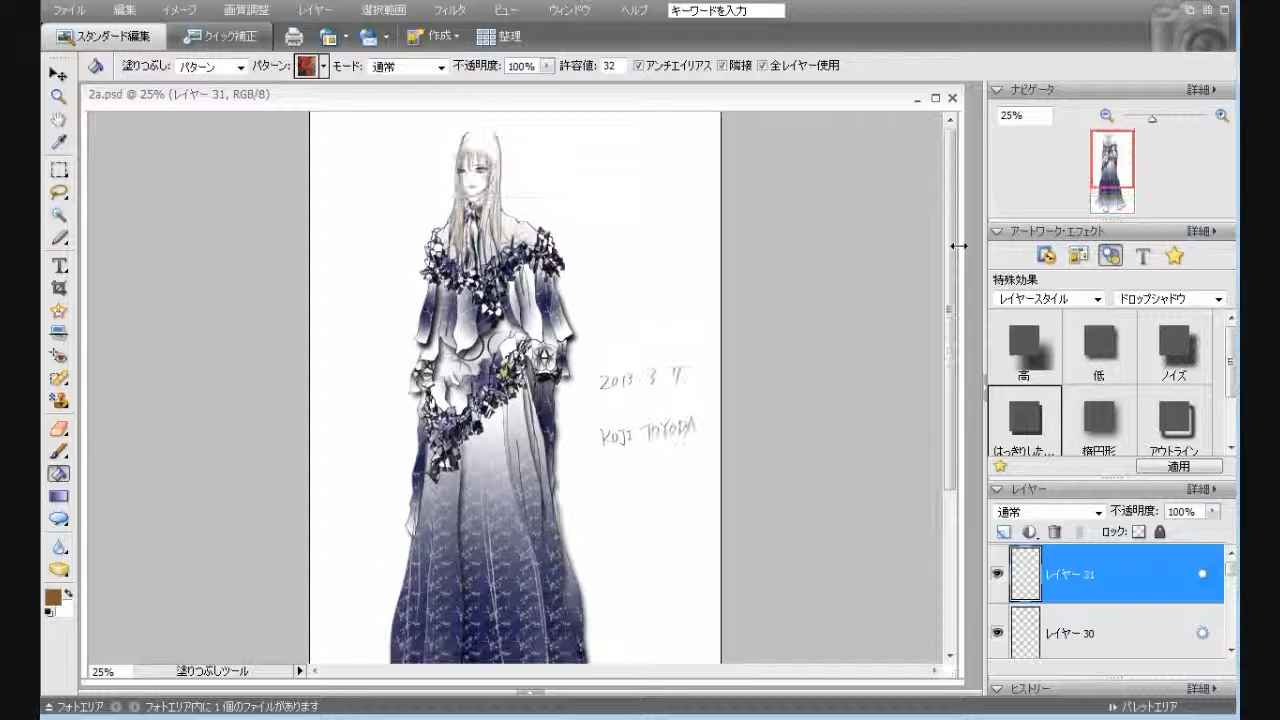 ファイル 編集 イメージ 画質調整 レイヤー 選択範囲 フィルタ ビュー ウィンドウ ヘルプ キーワードを入力
スタンダード編集 クイック補正 作成 整理
塗りつぶし: パターン パターン: モード: 通常 不透明度: 100% 許容値: 32 アンチエイリアス 隣接 全レイヤー使用
2a.psd @ 25% (レイヤー 31, RGB/8)
ナビゲータ 詳細
25%
アートワーク・エフェクト 詳細
特殊効果
レイヤースタイル ドロップシャドウ
高 低 ノイズ
はっきりした... 楕円形 アウトライン
適用
2013. 3 7.
KOJI TOYODA
レイヤー 詳細
通常 不透明度: 100%
ロック:
レイヤー 31
レイヤー 30
25% 塗りつぶしツール
ヒストリー 詳細
フォトエリア フォトエリア内に 1 個のファイルがあります パレットエリア